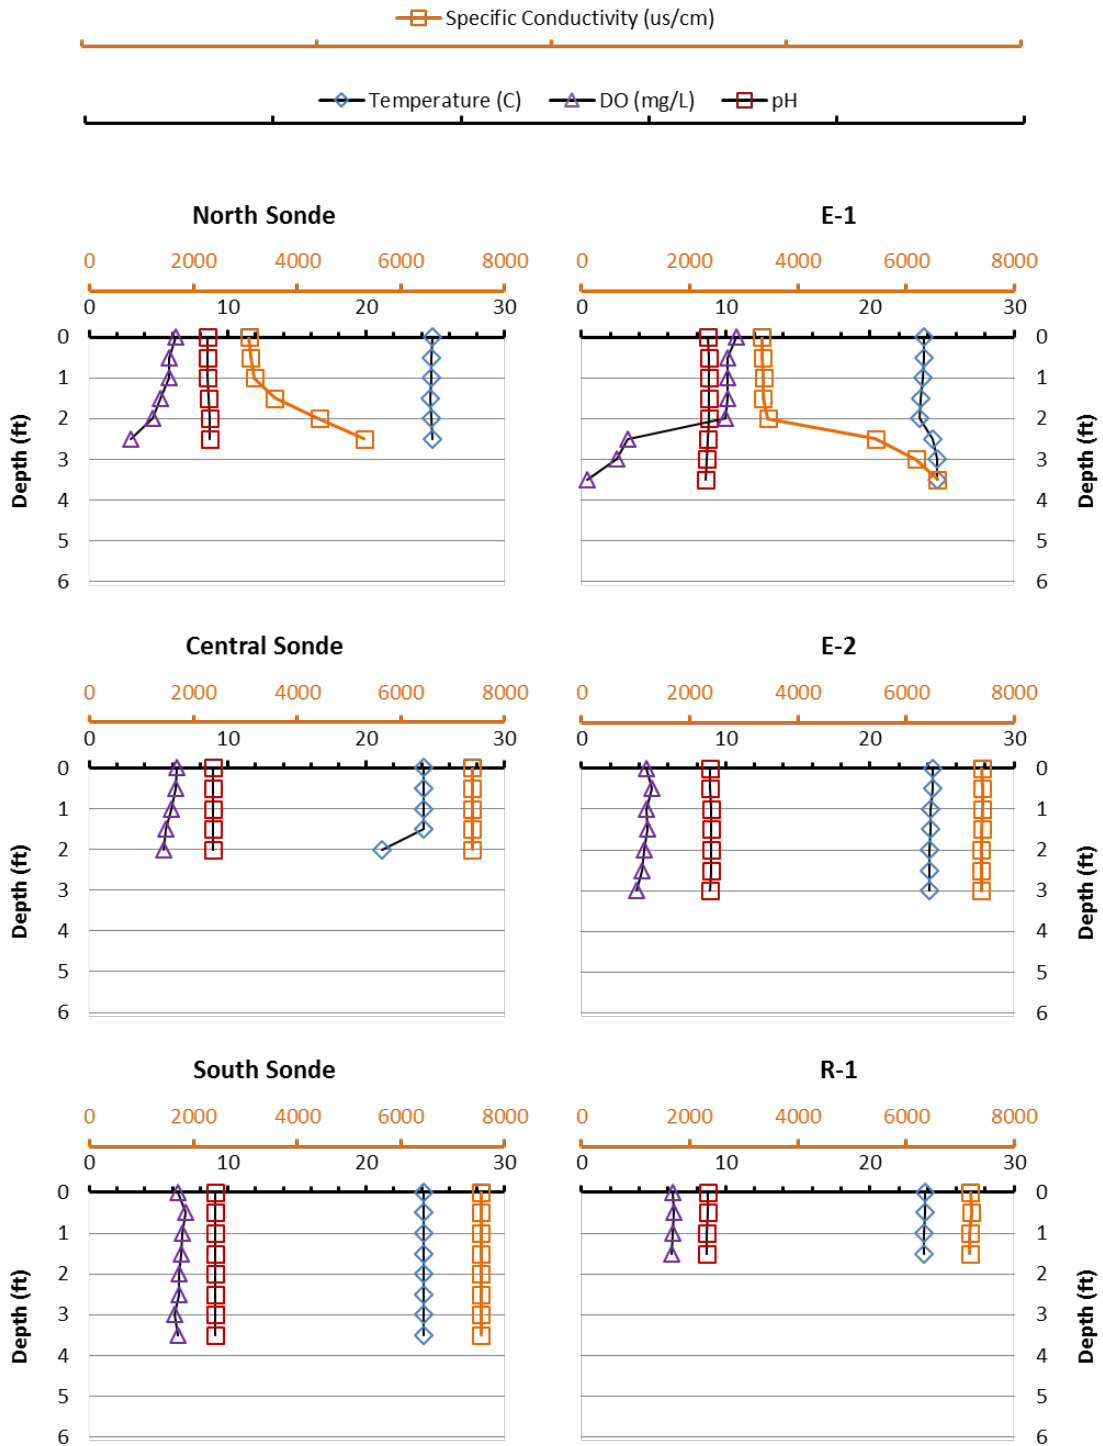 Specific Conductivity (us/cm)
Temperature (C) DO (mg/L) pH
North Sonde E-1
0 2000 4000 6000 8000 0 2000 4000 6000 8000
0 10 20 30 0 10 20 30
0 0
1 1
2 2
3 3
4 4
5 5
6 6
Depth (ft) Depth (ft)
Central Sonde E-2
0 2000 4000 6000 8000 0 2000 4000 6000 8000
0 10 20 30 0 10 20 30
0 0
1 1
2 2
3 3
4 4
5 5
6 6
Depth (ft) Depth (ft)
South Sonde R-1
0 2000 4000 6000 8000 0 2000 4000 6000 8000
0 10 20 30 0 10 20 30
0 0
1 1
2 2
3 3
4 4
5 5
6 6
Depth (ft) Depth (ft)